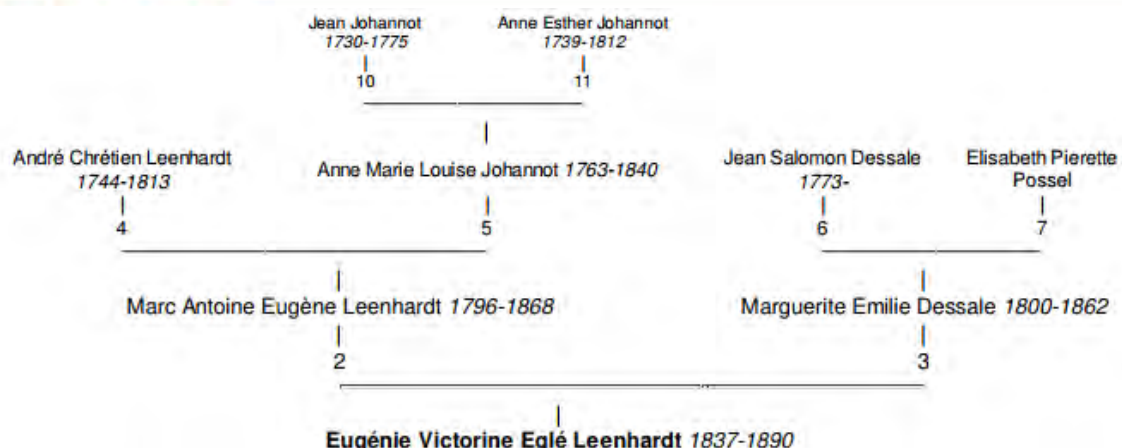 Jean Johannot Anne Esther Johannot
1730-1775 1739-1812
10 11
André Chrétien Leenhardt Anne Marie Louise Johannot 1763-1840 Jean Salomon Dessale Elisabeth Pierette
1744-1813 1773- Possel
4 5 6 7
Marc Antoine Eugène Leenhardt 1796-1868 Marguerite Emilie Dessale 1800-1862
2 3
Eugénie Victorine Eglé Leenhardt 1837-1890